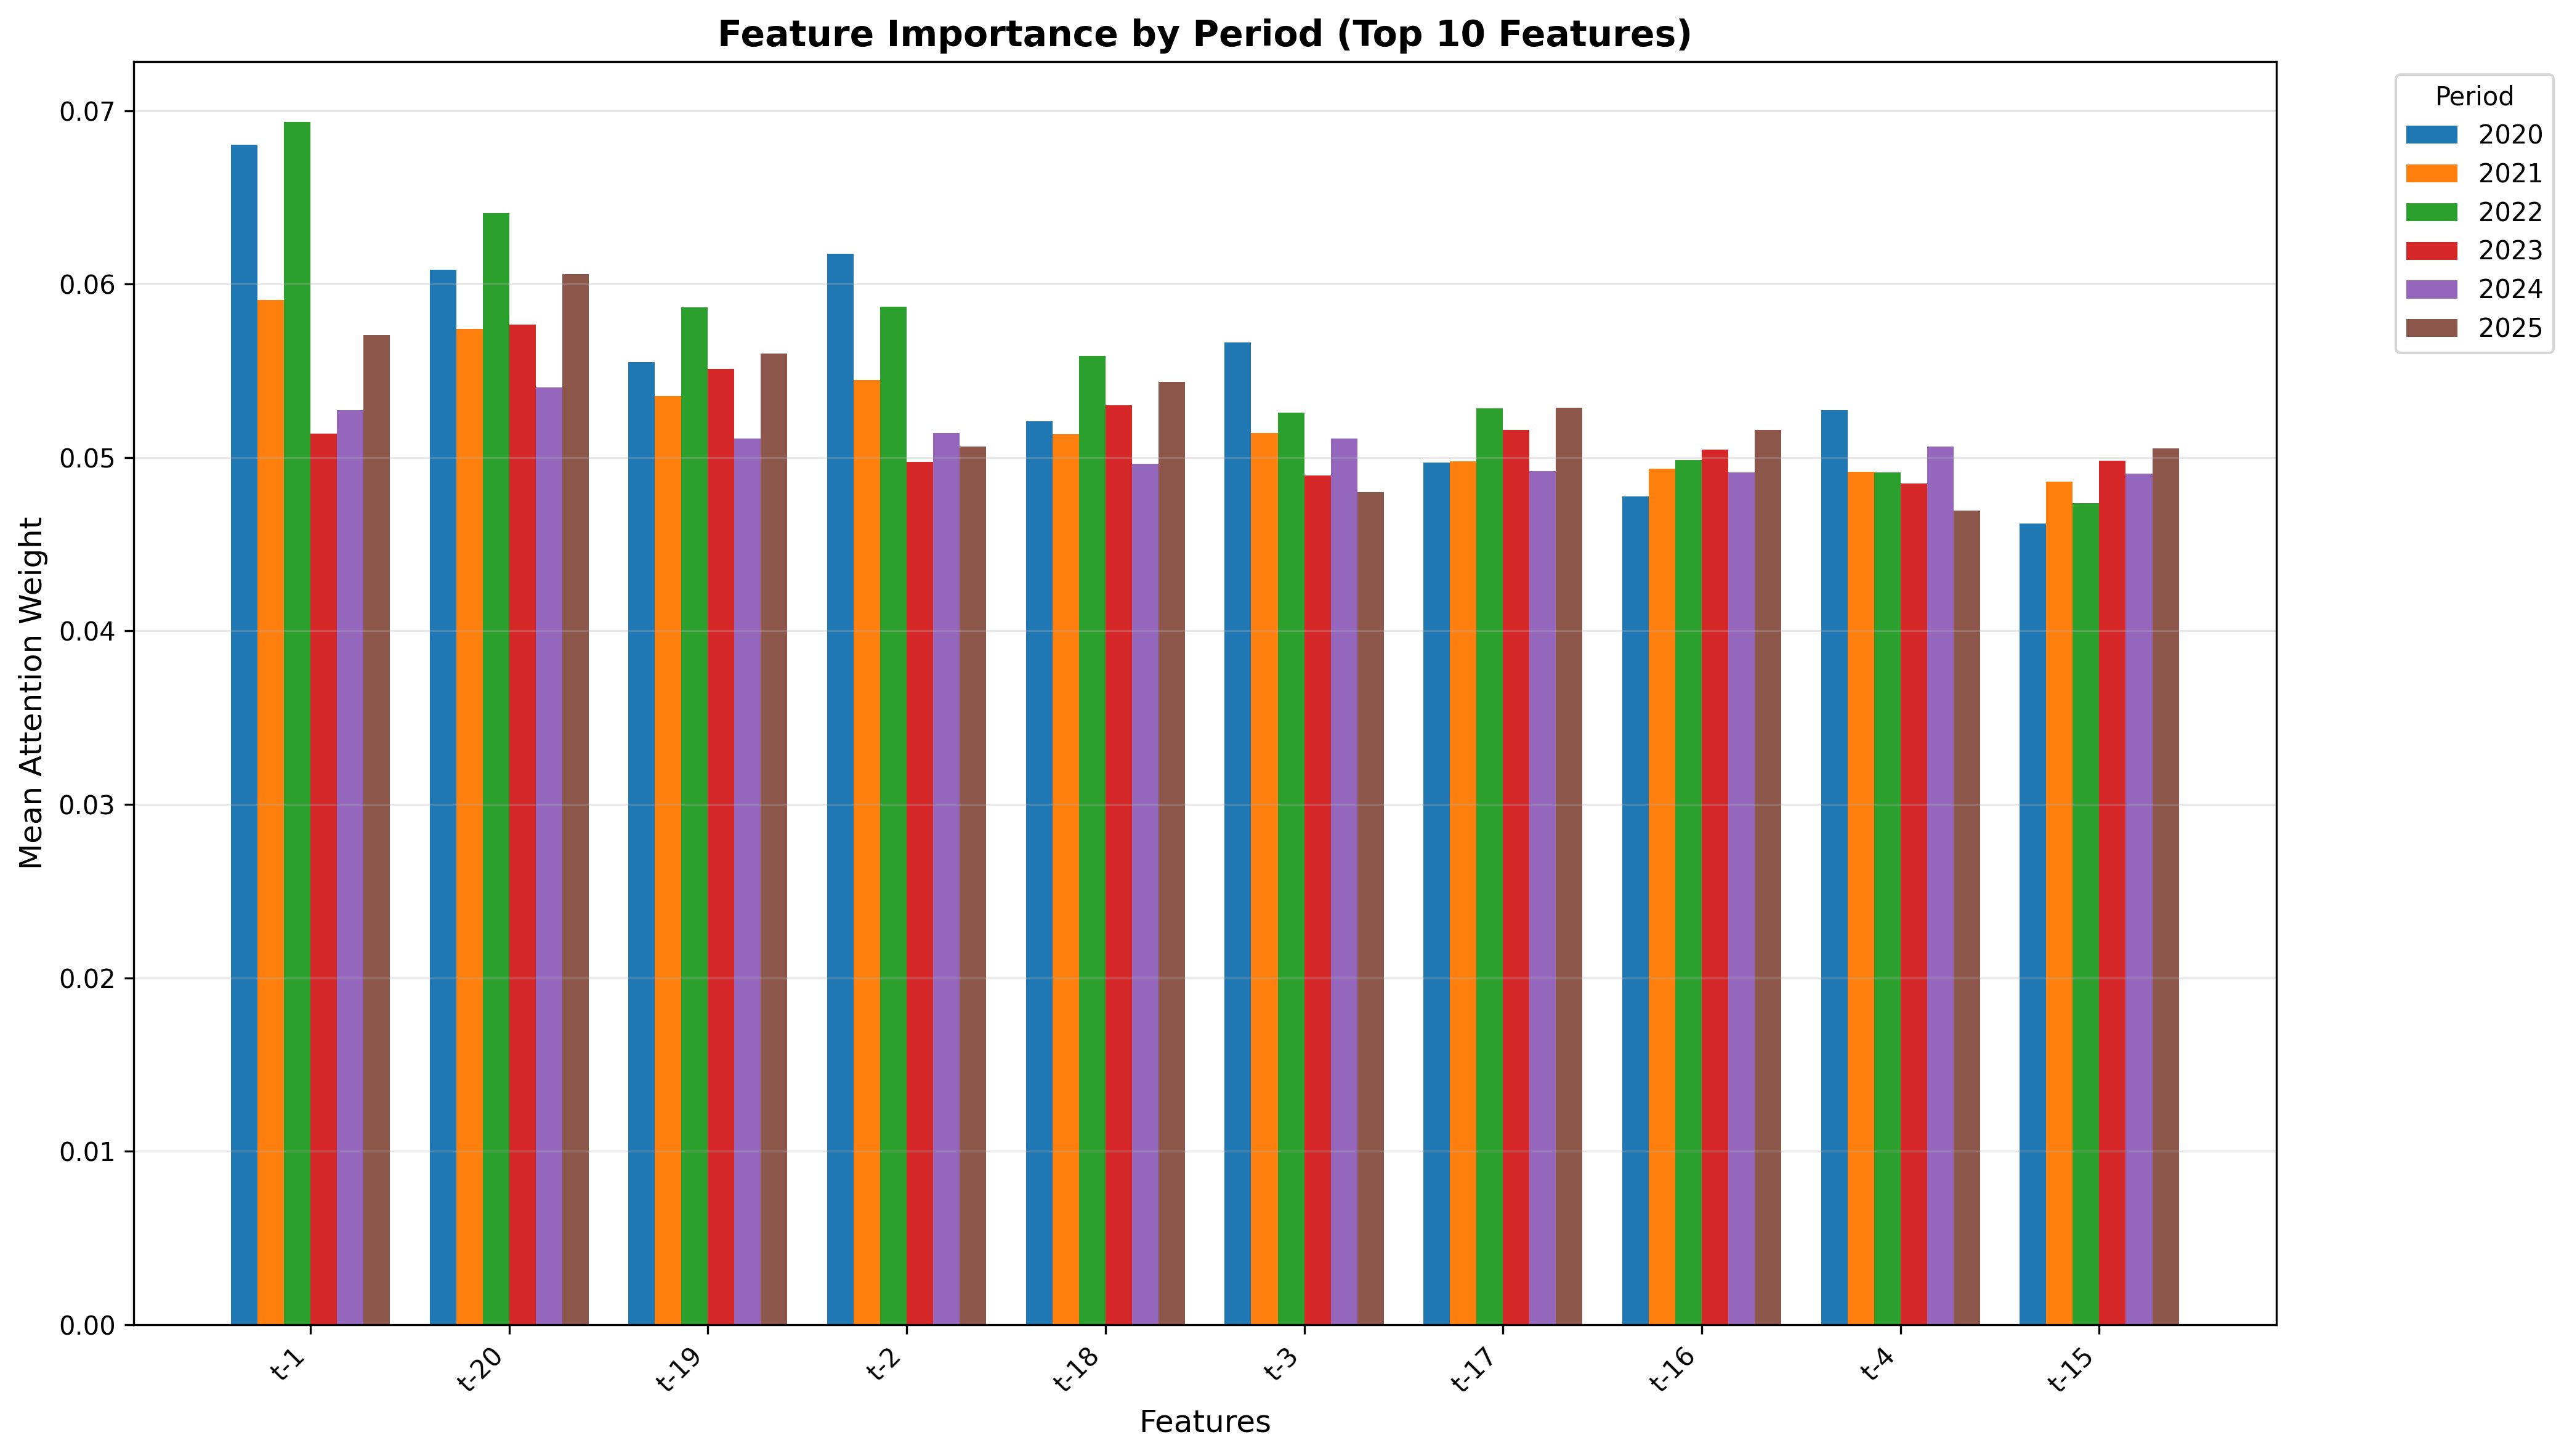 Feature Importance by Period (Top 10 Features)
Period
2020
2021
2022
2023
2024
2025
Mean Attention Weight
0.07
0.06
0.05
0.04
0.03
0.02
0.01
0.00
t-1
t-20
t-19
t-2
t-18
t-3
t-17
t-16
t-4
t-15
Features